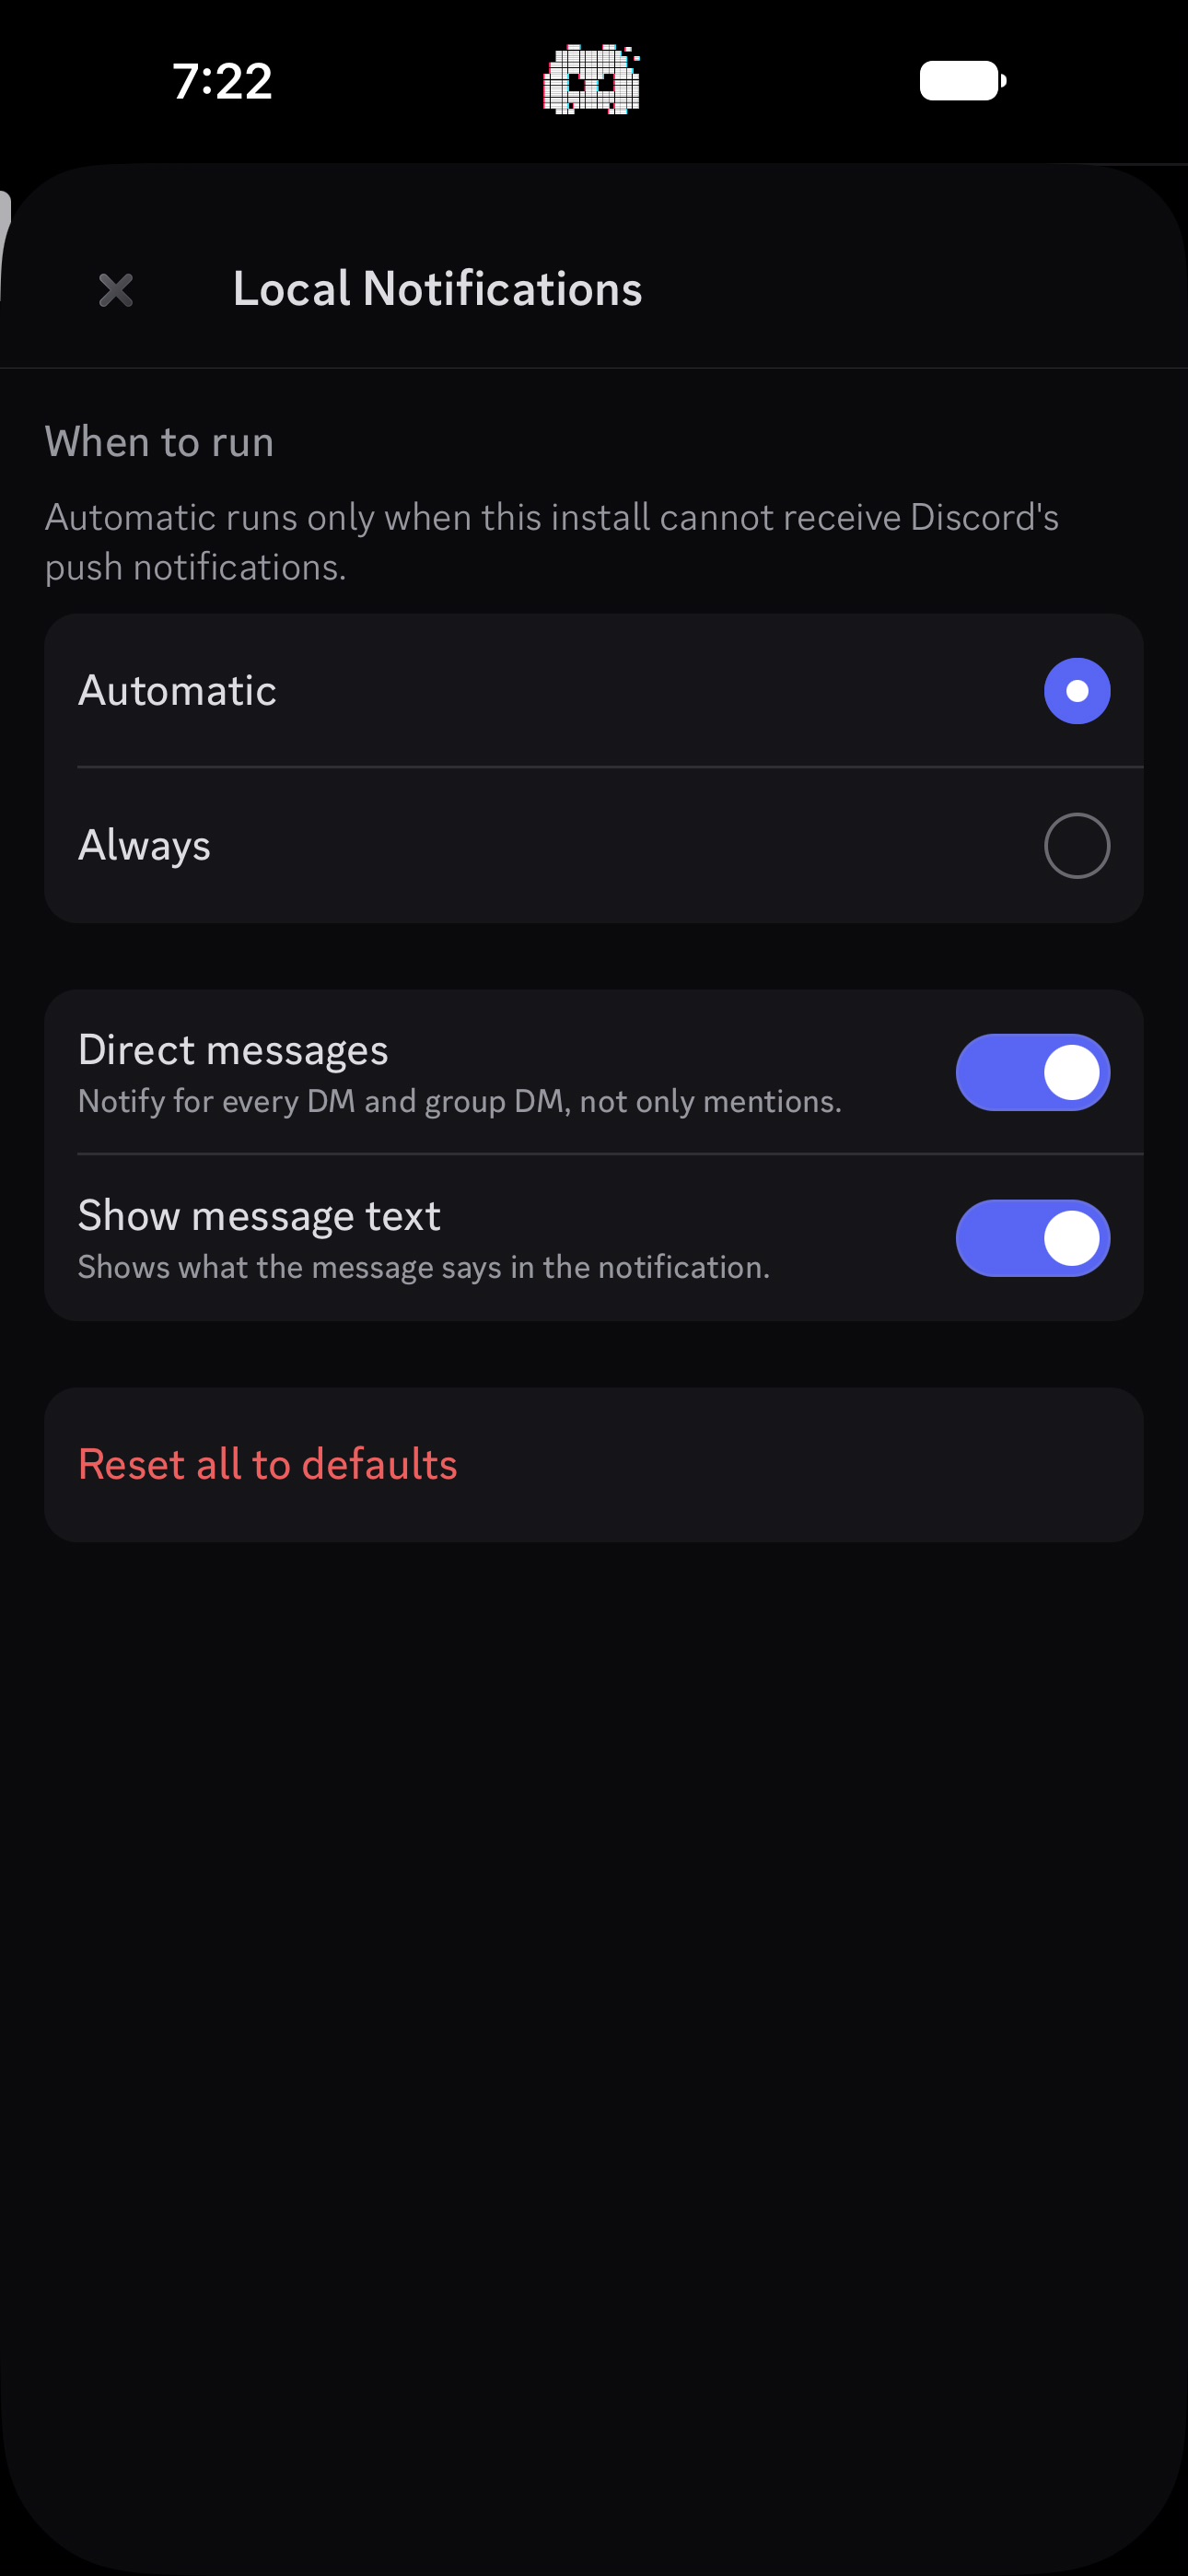 7:22
Local Notifications
When to run
Automatic runs only when this install cannot receive Discord's
push notifications.
Automatic
Always
Direct messages
Notify for every DM and group DM, not only mentions.
Show message text
Shows what the message says in the notification.
Reset all to defaults